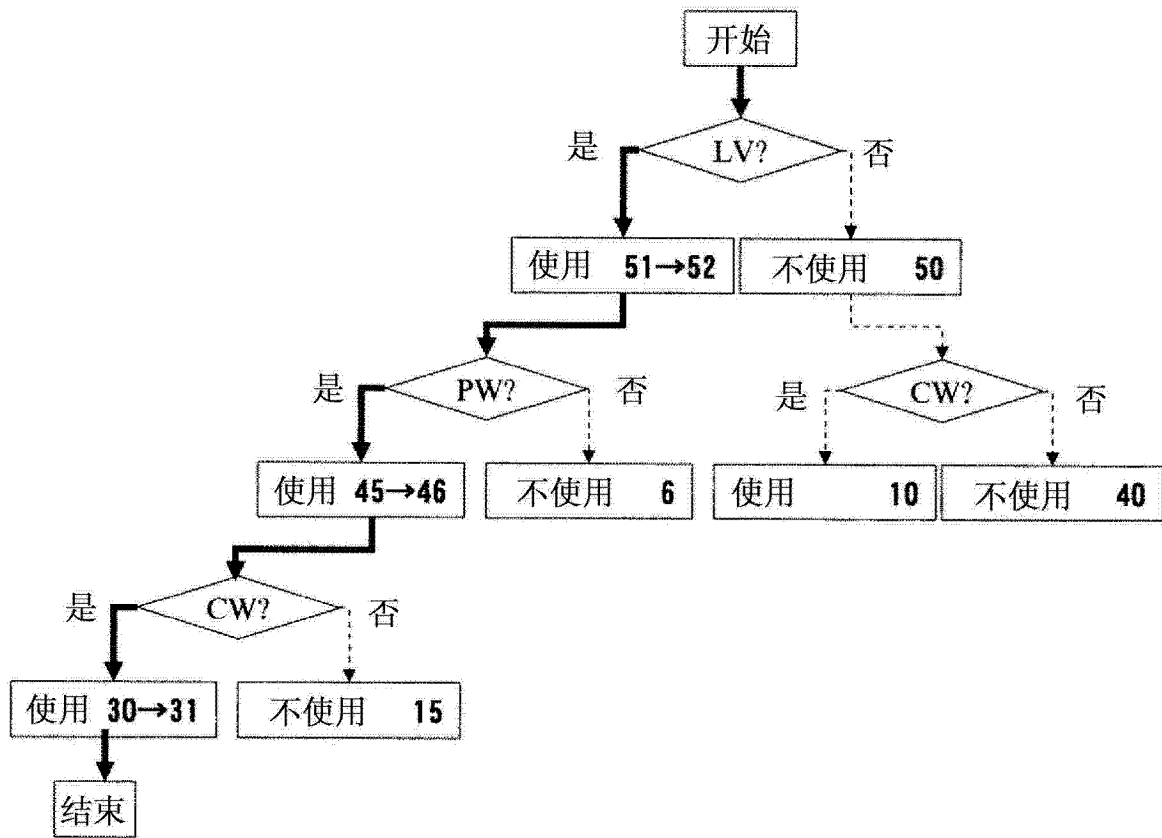 开始
LV?
是
否
使用 51→52
不使用 50
PW?
是
否
CW?
是
否
使用 45→46
不使用 6
使用 10
不使用 40
CW?
是
否
使用 30→31
不使用 15
结束